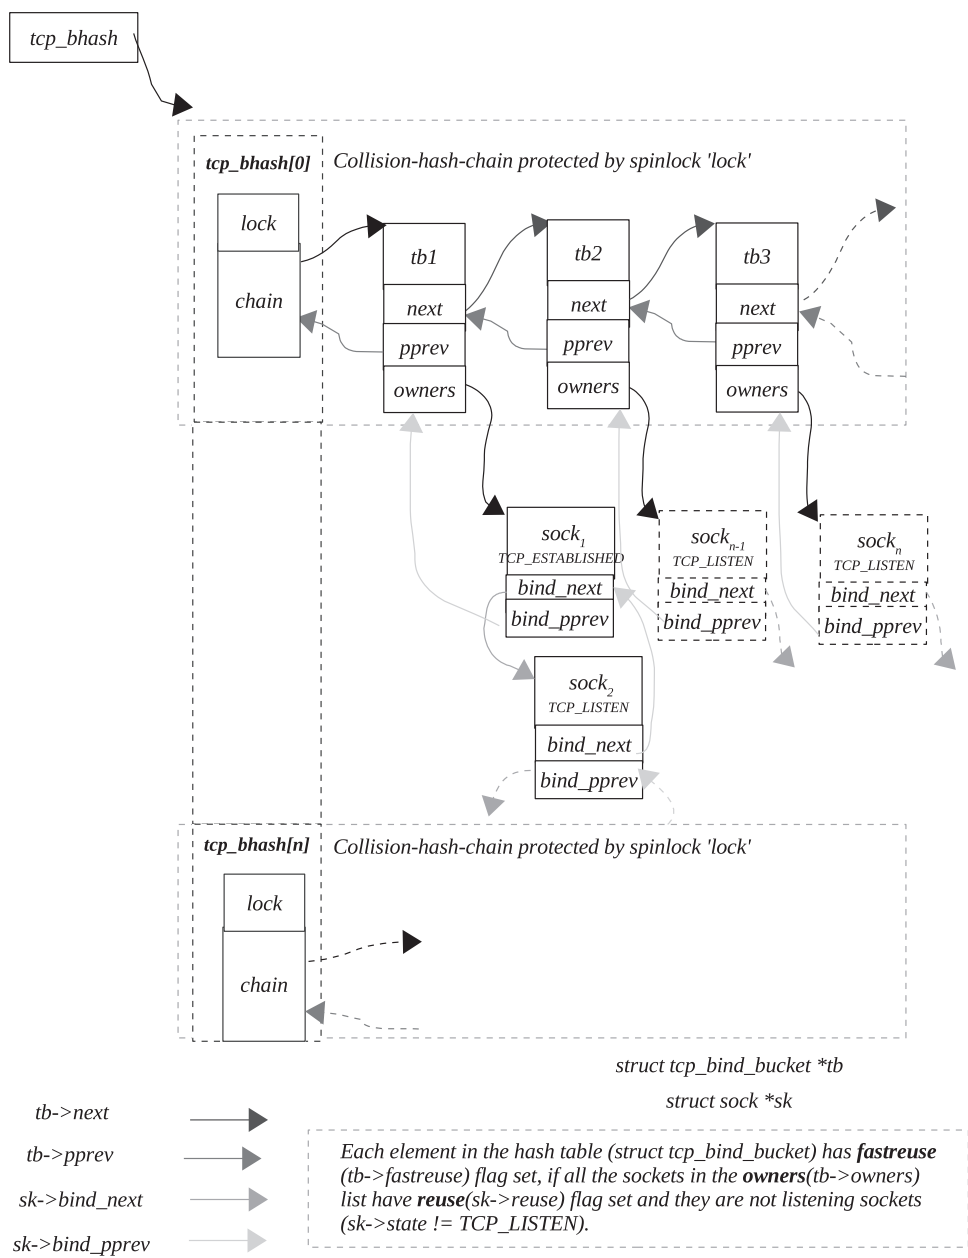 tcp_bhash
tcp_bhash[0]
Collision-hash-chain protected by spinlock 'lock'
lock
chain
tb1
next
pprev
owners
tb2
next
pprev
owners
tb3
next
pprev
owners
sock1
TCP_ESTABLISHED
bind_next
bind_pprev
sockn-1
TCP_LISTEN
bind_next
bind_pprev
sockn
TCP_LISTEN
bind_next
bind_pprev
sock2
TCP_LISTEN
bind_next
bind_pprev
tcp_bhash[n]
Collision-hash-chain protected by spinlock 'lock'
lock
chain
struct tcp_bind_bucket *tb
struct sock *sk
tb->next
tb->pprev
sk->bind_next
sk->bind_pprev
Each element in the hash table (struct tcp_bind_bucket) has fastreuse
(tb->fastreuse) flag set, if all the sockets in the owners(tb->owners)
list have reuse(sk->reuse) flag set and they are not listening sockets
(sk->state != TCP_LISTEN).